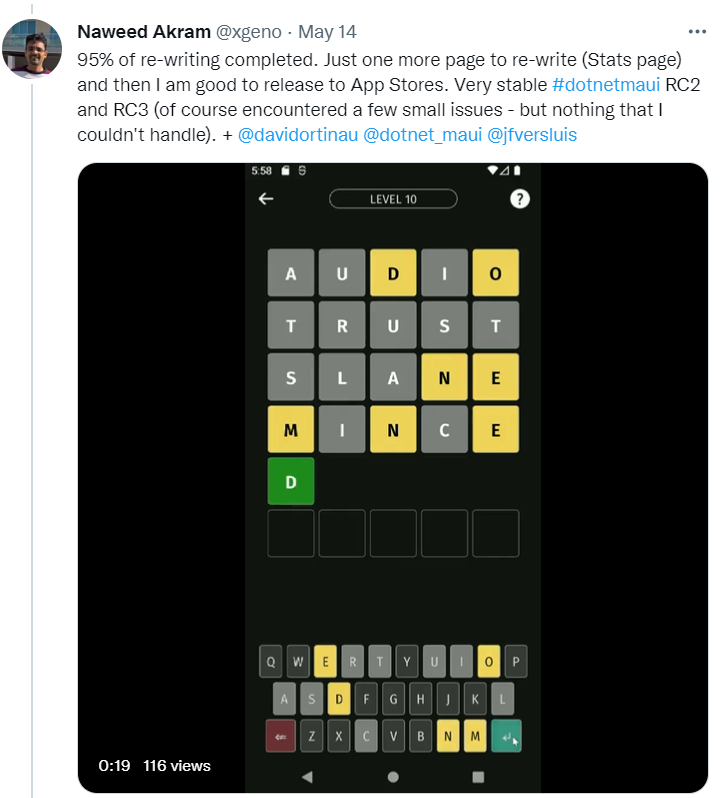 Naweed Akram @xgeno · May 14
95% of re-writing completed. Just one more page to re-write (Stats page)
and then I am good to release to App Stores. Very stable #dotnetmaui RC2
and RC3 (of course encountered a few small issues - but nothing that I
couldn't handle). + @davidortinau @dotnet_maui @jfversluis
5:58
LEVEL 10 ?
A U D I O
T R U S T
S L A N E
M I N C E
D
Q W E R T Y U I O P
A S D F G H J K L
Z X C V B N M
0:19 116 views